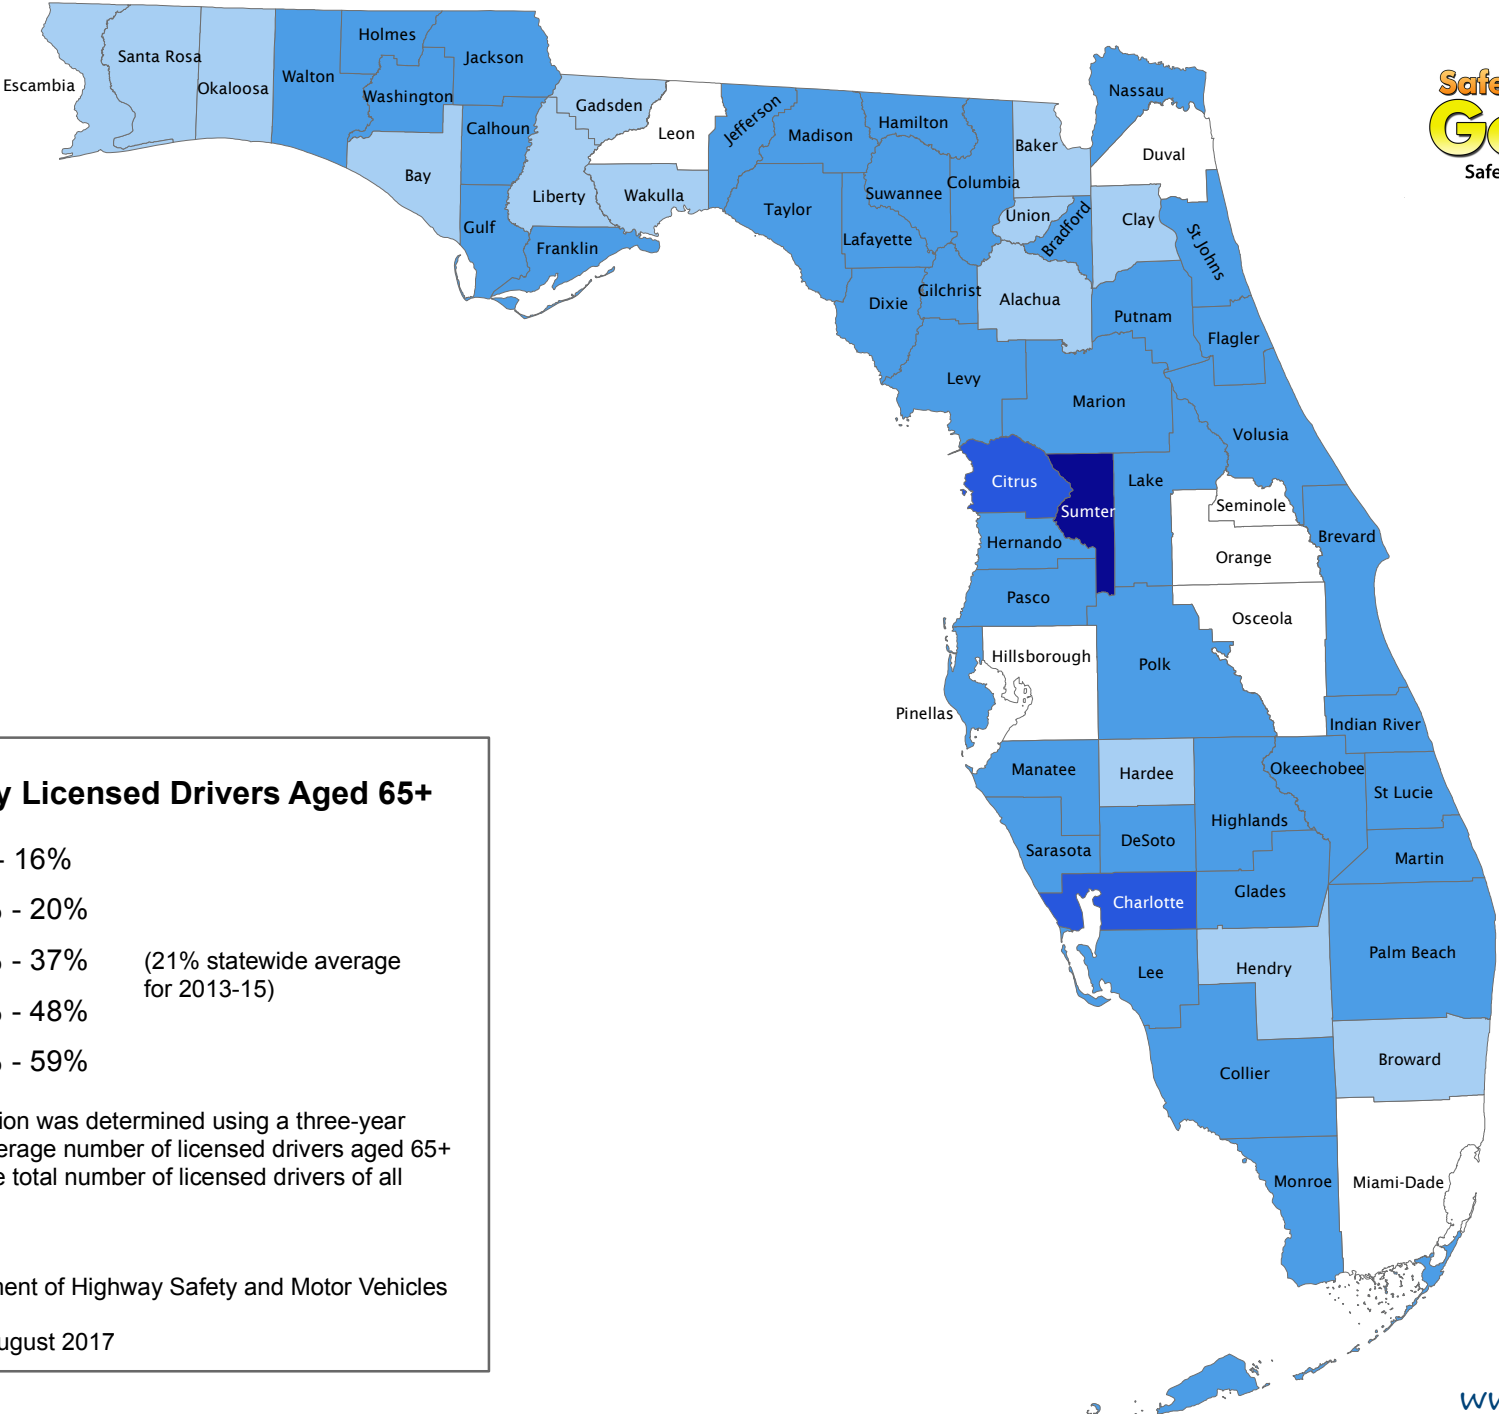 Holmes
Jackson
Santa Rosa
Walton
Escambia
Okaloosa
Washington
Gadsden
Calhoun
Leon
Jefferson
Madison
Hamilton
Nassau
Baker
Duval
Bay
Liberty
Wakulla
Taylor
Suwannee
Columbia
Union
Bradford
Clay
St Johns
Gulf
Franklin
Lafayette
Dixie
Gilchrist
Alachua
Putnam
Flagler
Levy
Marion
Volusia
Citrus
Sumter
Lake
Seminole
Hernando
Orange
Brevard
Pasco
Osceola
Hillsborough
Polk
Pinellas
Indian River
Manatee
Hardee
Okeechobee
St Lucie
Highlands
Sarasota
DeSoto
Martin
Charlotte
Glades
Lee
Hendry
Palm Beach
Collier
Broward
Monroe
Miami-Dade
Licensed Drivers Aged 65+
- 16%
- 20%
- 37%
(21% statewide average
for 2013-15)
- 48%
- 59%
was determined using a three-year
number of licensed drivers aged 65+
total number of licensed drivers of all
of Highway Safety and Motor Vehicles
2017
Safe